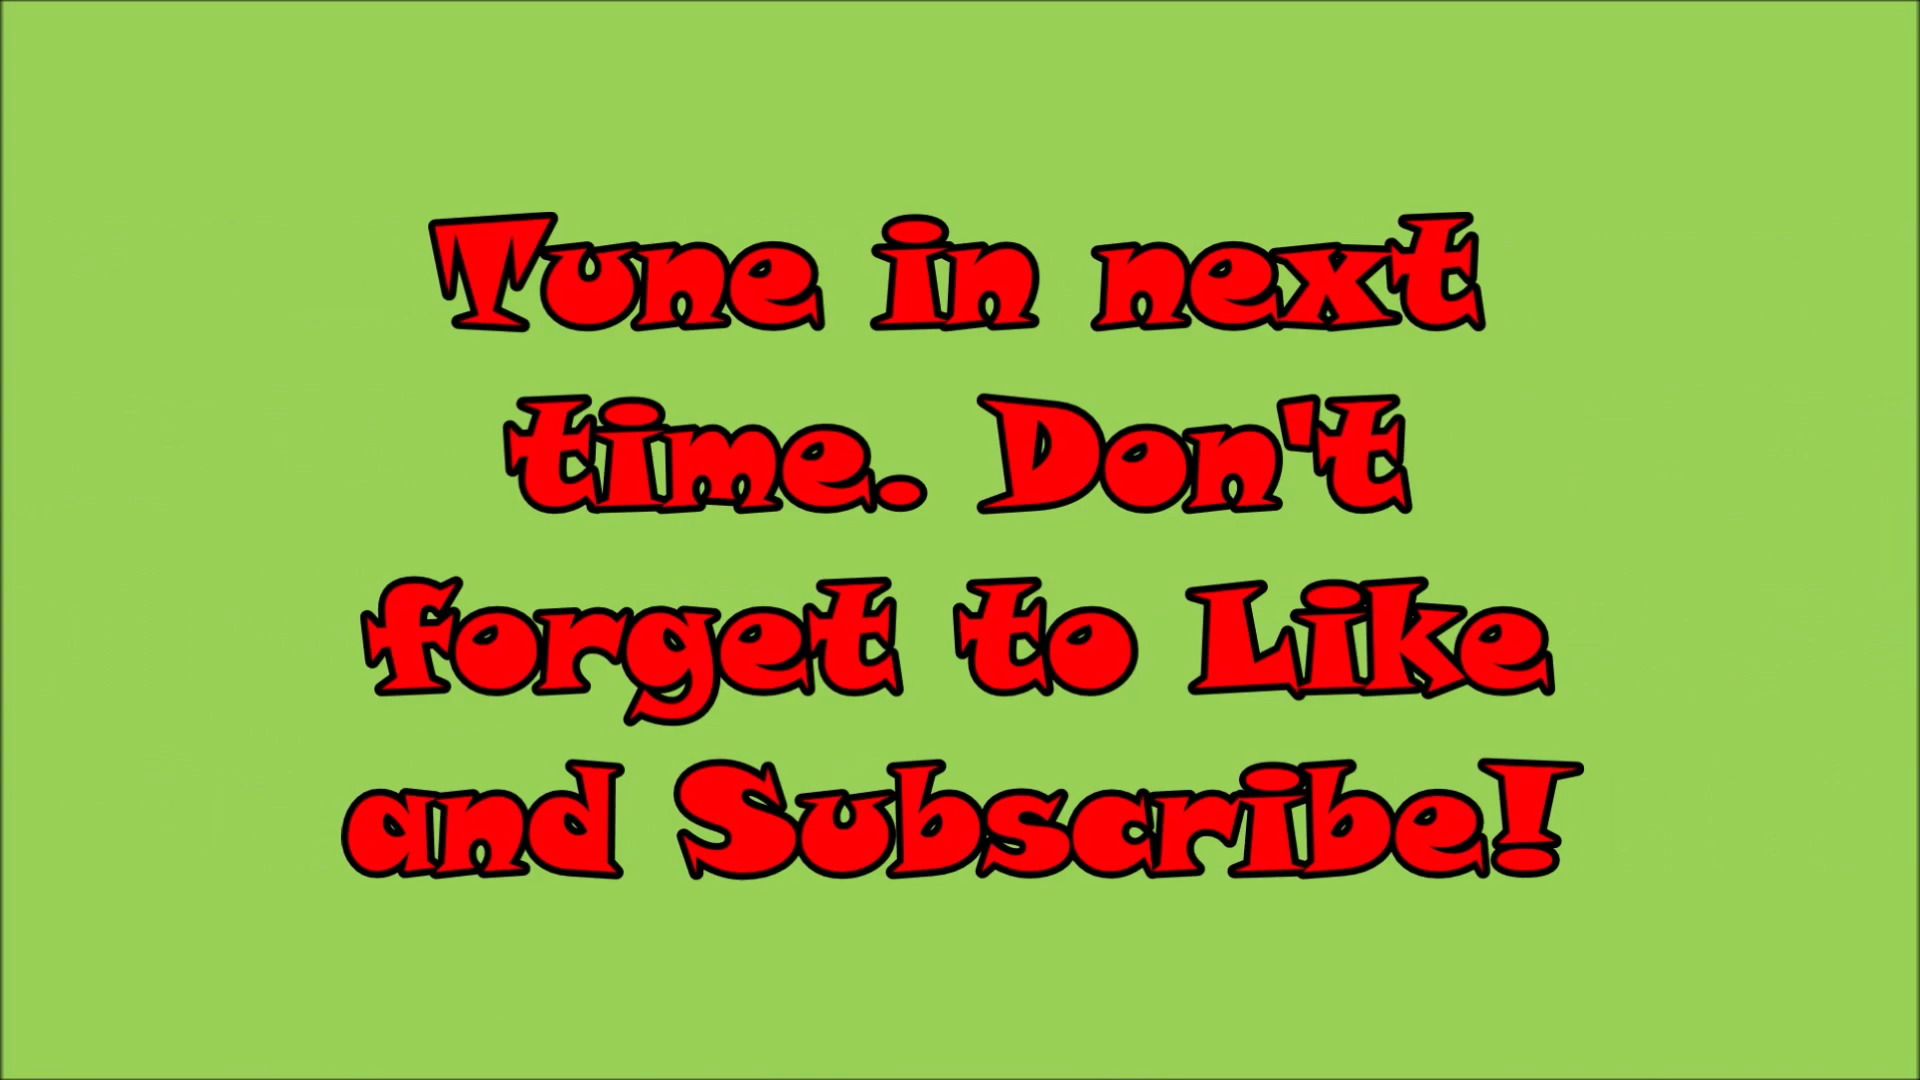 Tune in next
time. Don't
forget to Like
and Subscribe!